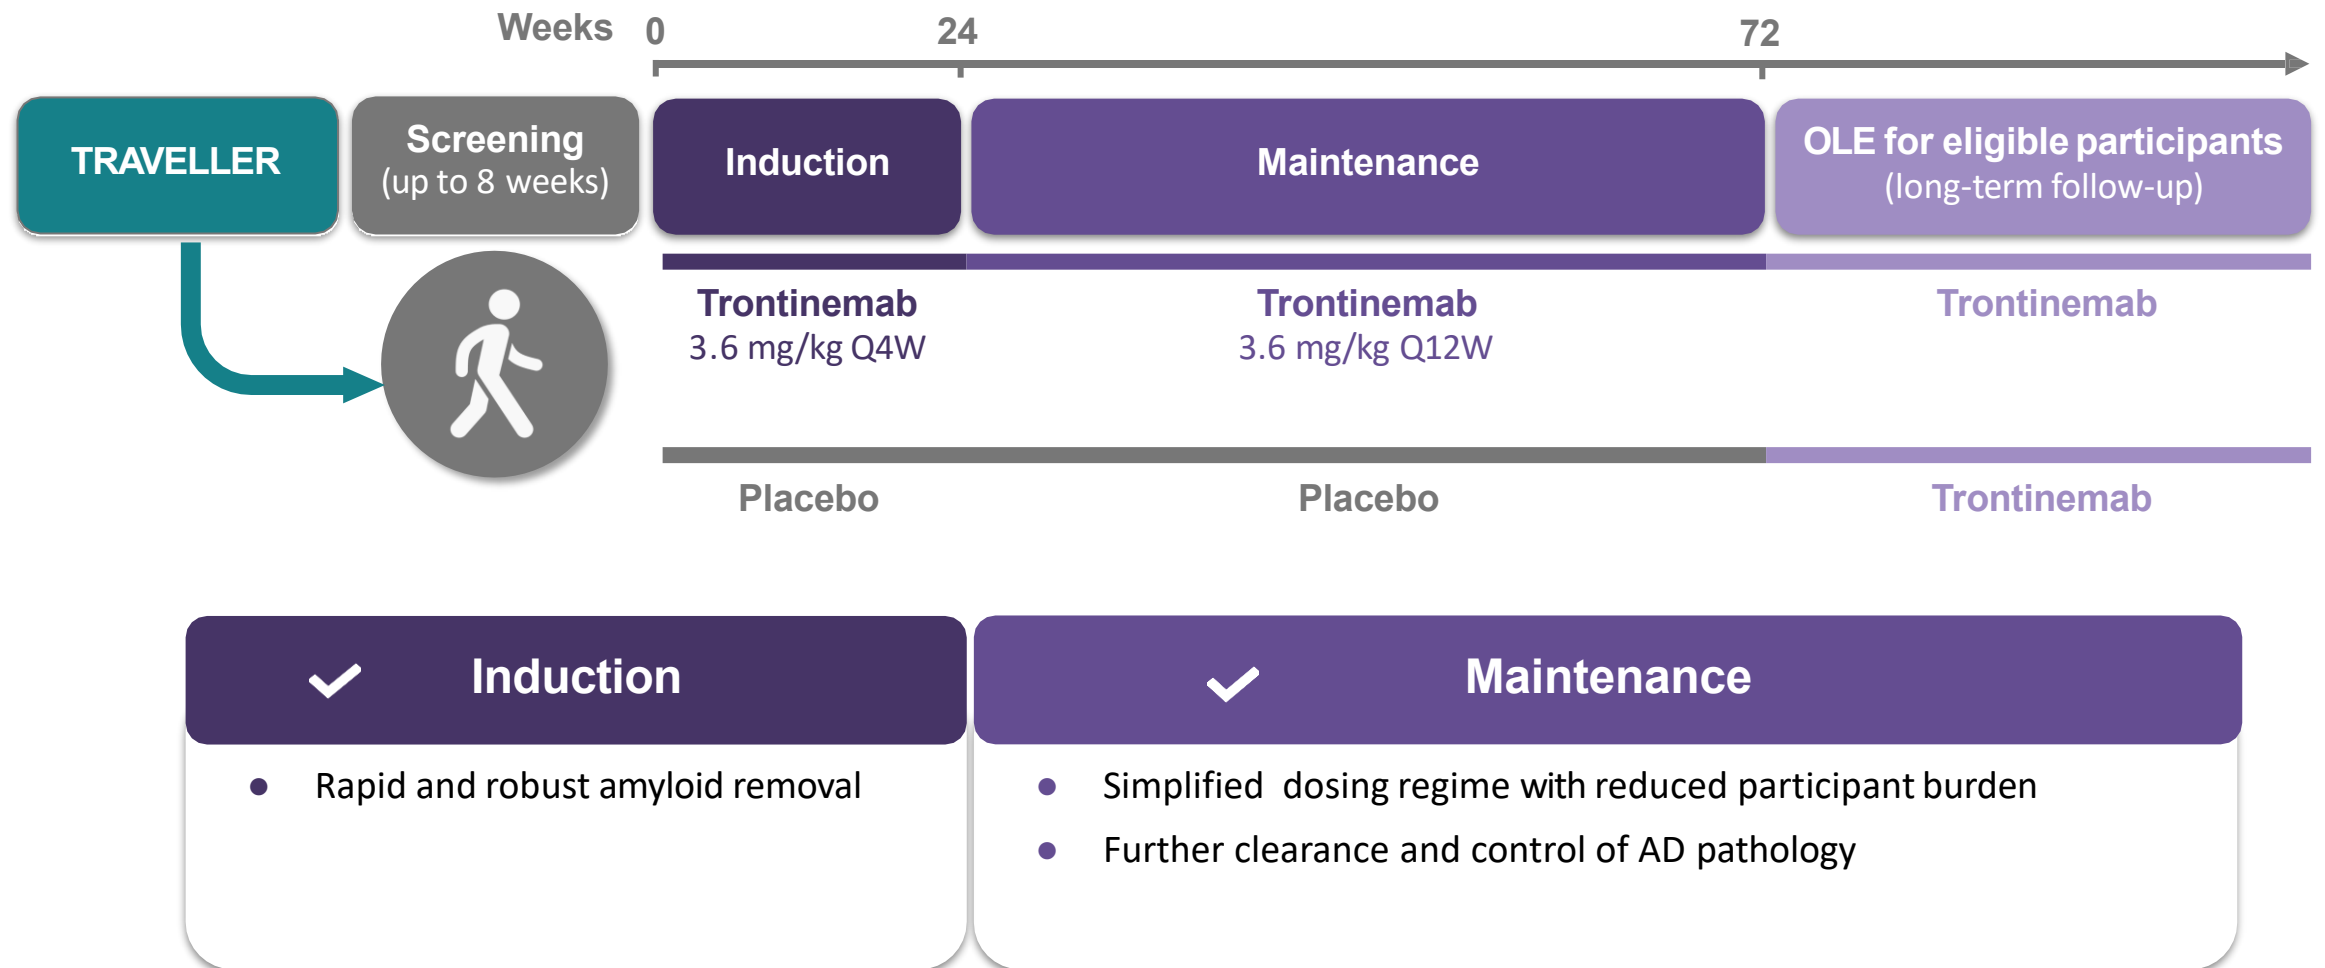 Weeks 0 24 72
TRAVELLER
Screening
(up to 8 weeks)
Induction
Maintenance
OLE for eligible participants
(long-term follow-up)
Trontinemab
3.6 mg/kg Q4W
Trontinemab
3.6 mg/kg Q12W
Trontinemab
Placebo
Placebo
Trontinemab
Induction
● Rapid and robust amyloid removal
Maintenance
● Simplified dosing regime with reduced participant burden
● Further clearance and control of AD pathology